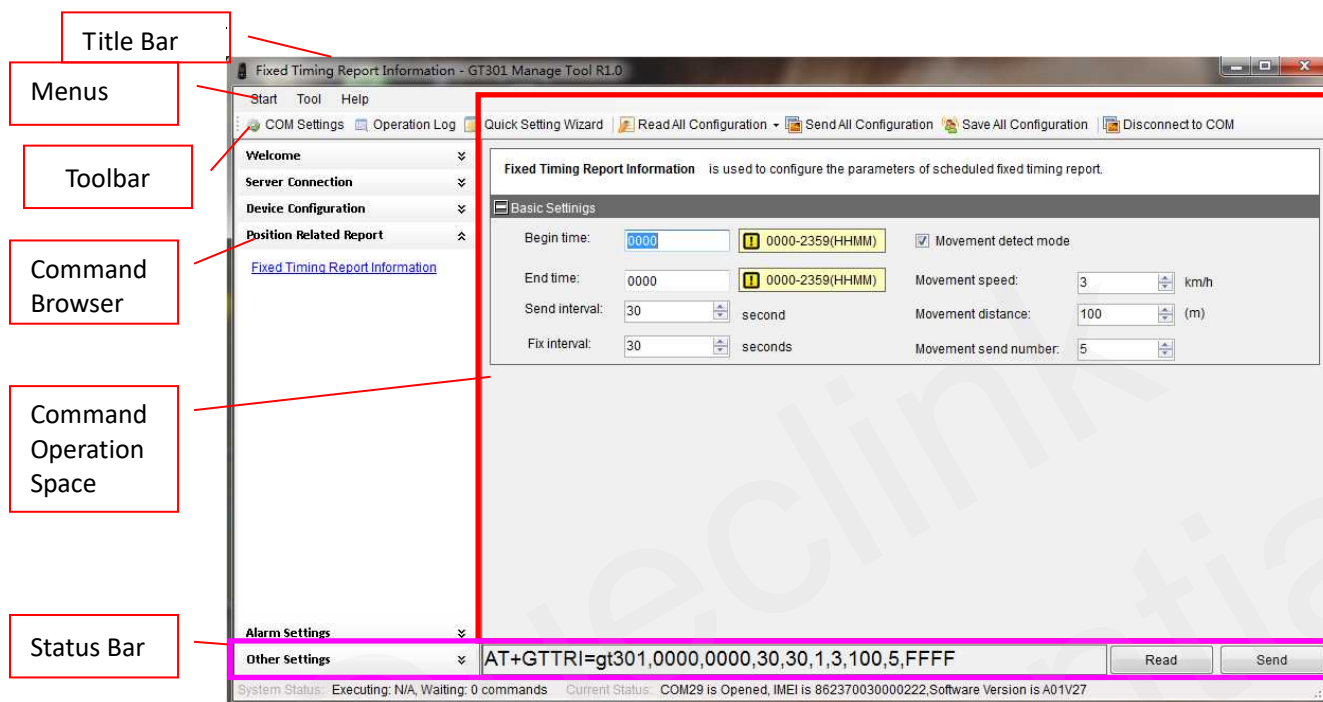 Title Bar
Menus
Toolbar
Command
Browser
Command
Operation
Space
Status Bar
Fixed Timing Report Information - GT301 Manage Tool R1.0
Start Tool Help
COM Settings Operation Log Quick Setting Wizard Read All Configuration Send All Configuration Save All Configuration Disconnect to COM
Welcome
Server Connection
Device Configuration
Position Related Report
Fixed Timing Report Information
Alarm Settings
Other Settings
Fixed Timing Report Information is used to configure the parameters of scheduled fixed timing report.
Basic Settinigs
Begin time: 0000 0000-2359(HHMM) Movement detect mode
End time: 0000 0000-2359(HHMM) Movement speed: 3 km/h
Send interval: 30 second Movement distance: 100 (m)
Fix interval: 30 seconds Movement send number: 5
AT+GTTRI=gt301,0000,0000,30,30,1,3,100,5,FFFF Read Send
System Status: Executing: N/A, Waiting: 0 commands Current Status: COM29 is Opened, IMEI is 862370030000222,Software Version is A01V27